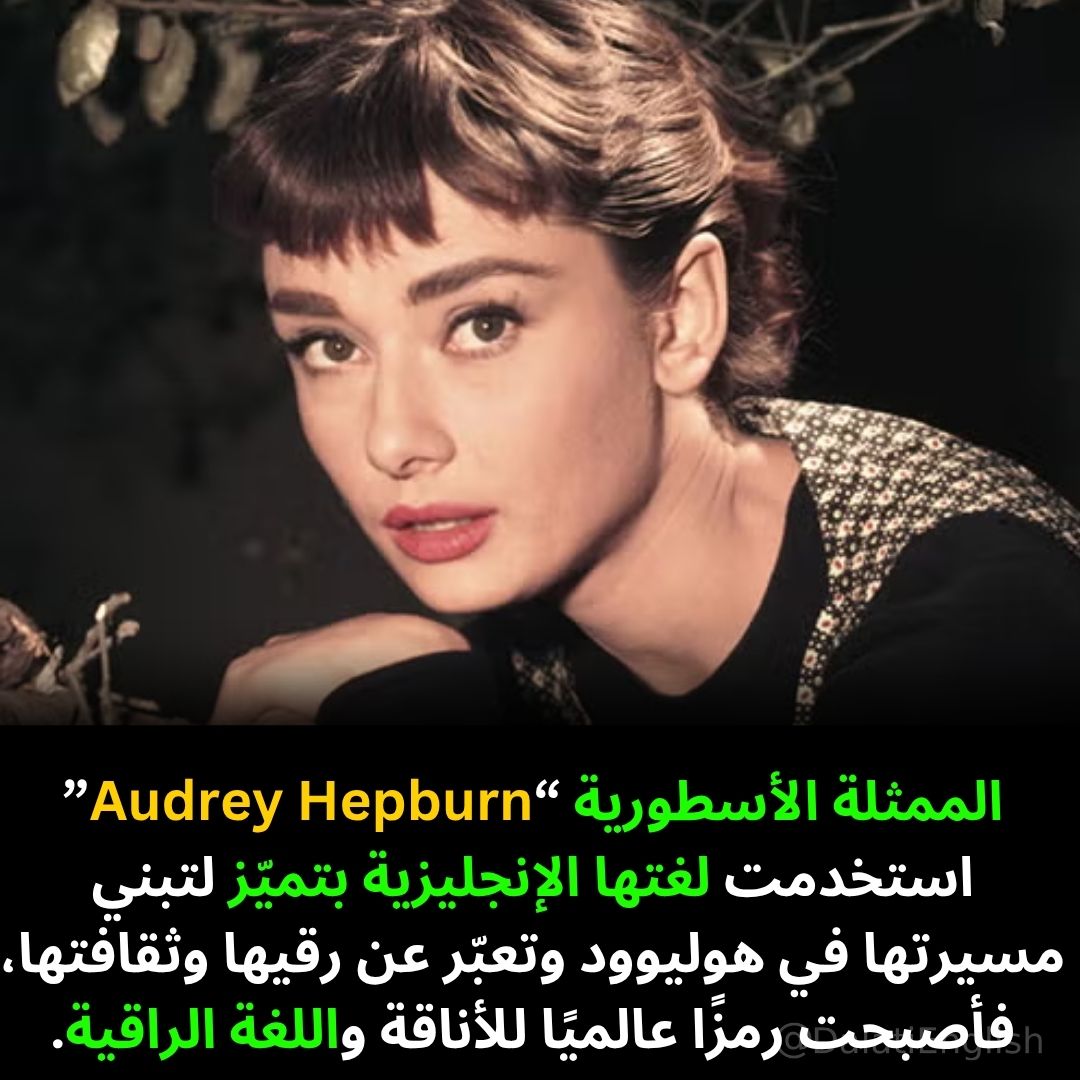 الممثلة الأسطورية “Audrey Hepburn”
استخدمت لغتها الإنجليزية بتميّز لتبني
مسيرتها في هوليوود وتعبّر عن رقيها وثقافتها،
فأصبحت رمزًا عالميًا للأناقة واللغة الراقية.